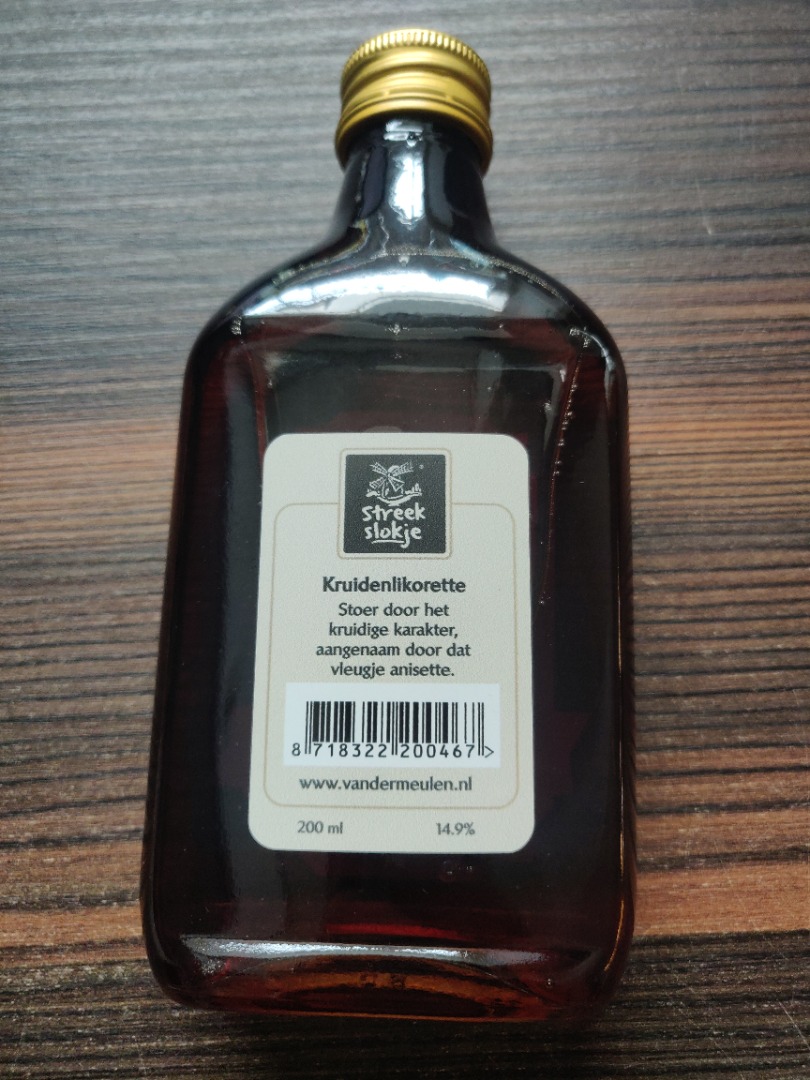 Streek
slokje
Kruidenlikorette
Stoer door het
kruidige karakter,
aangenaam door dat
vleugje anisette.
8 718322 200467 >
www.vandermeulen.nl
200 ml 14.9%